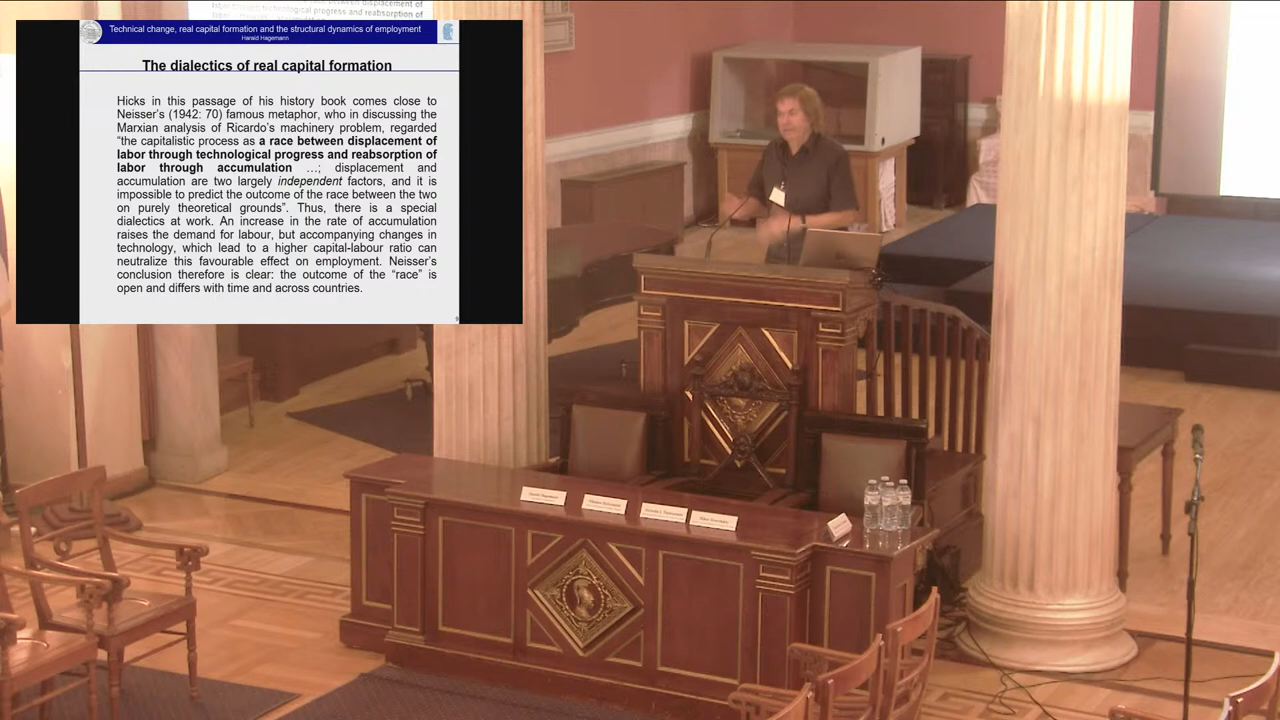 Technical change, real capital formation and the structural dynamics of employment
Harald Hagemann
The dialectics of real capital formation
Hicks in this passage of his history book comes close to
Neisser's (1942: 70) famous metaphor, who in discussing the
Marxian analysis of Ricardo's machinery problem, regarded
"the capitalistic process as a race between displacement of
labor through technological progress and reabsorption of
labor through accumulation ...; displacement and
accumulation are two largely independent factors, and it is
impossible to predict the outcome of the race between the two
on purely theoretical grounds". Thus, there is a special
dialectics at work. An increase in the rate of accumulation
raises the demand for labour, but accompanying changes in
technology, which lead to a higher capital-labour ratio can
neutralize this favourable effect on employment. Neisser's
conclusion therefore is clear: the outcome of the "race" is
open and differs with time and across countries.
9